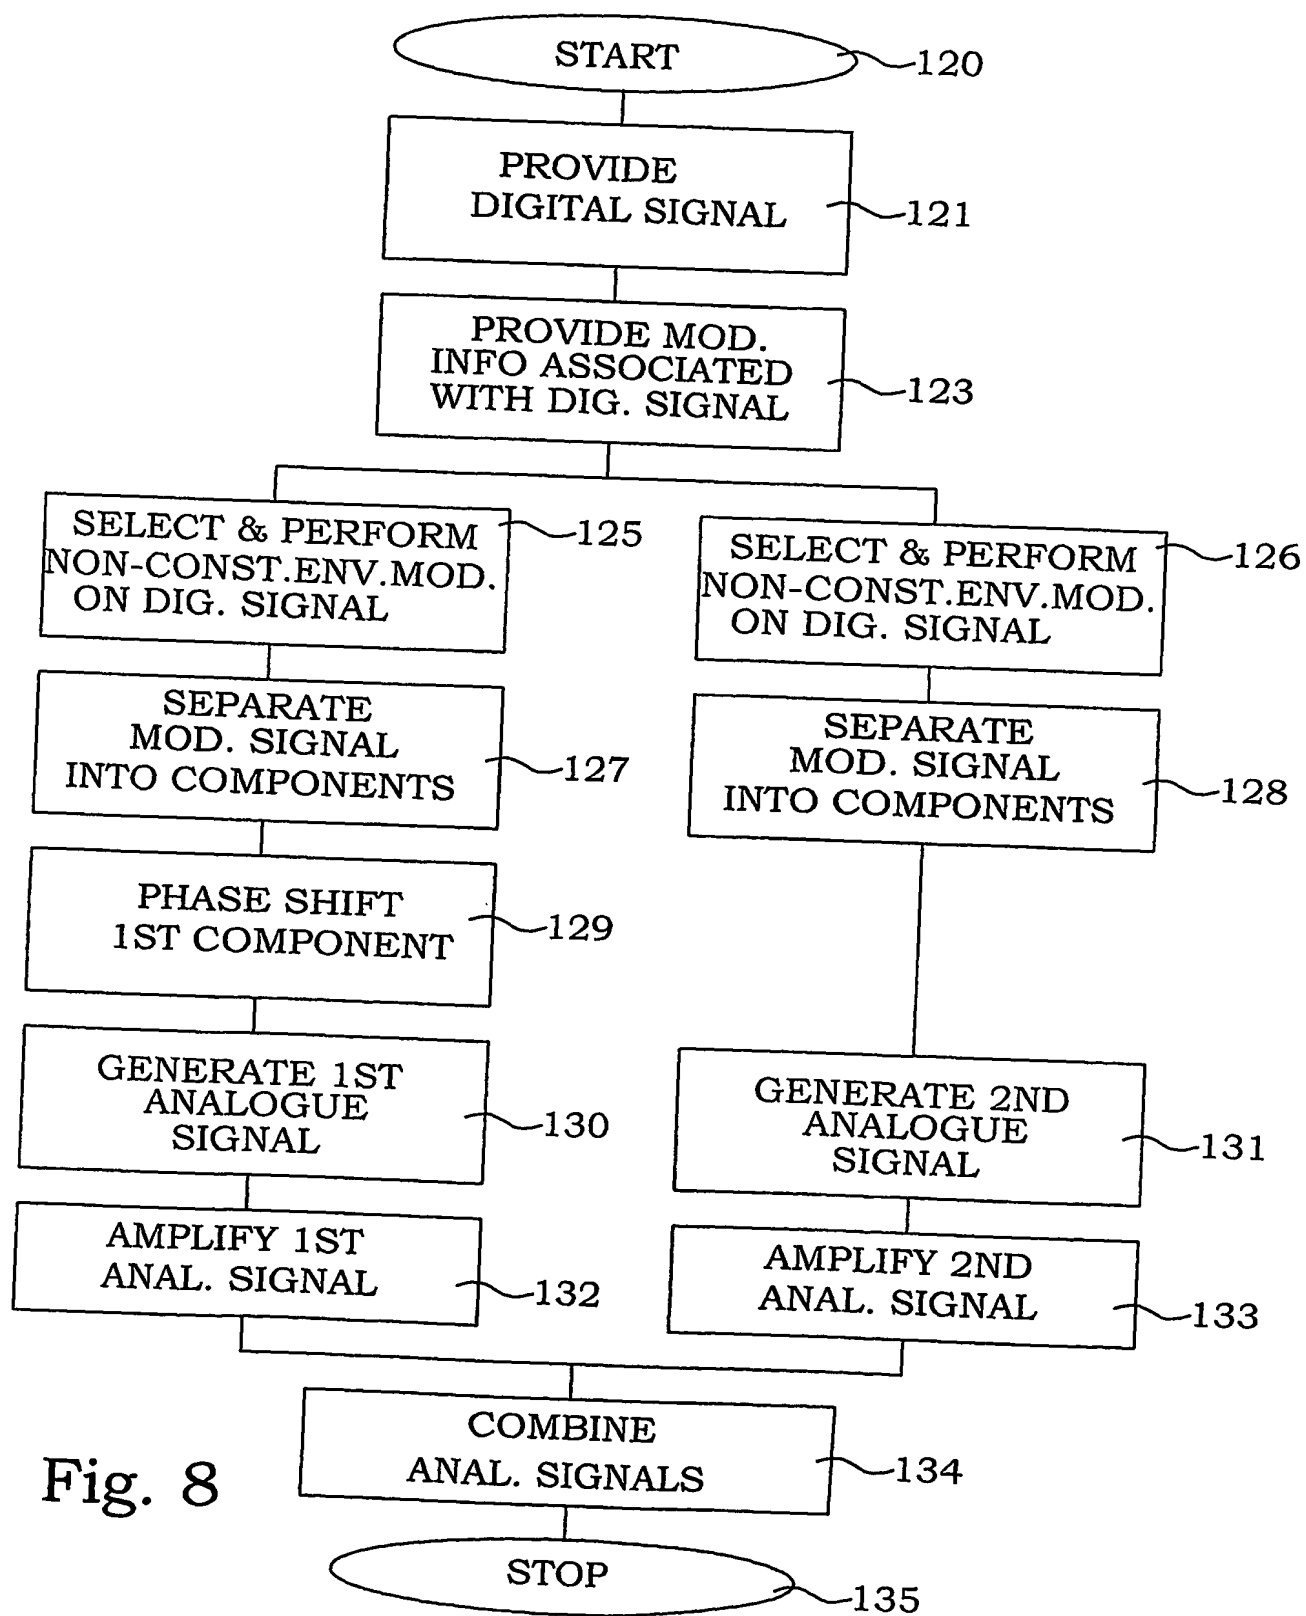 START
120
PROVIDE
DIGITAL SIGNAL
121
PROVIDE MOD.
INFO ASSOCIATED
WITH DIG. SIGNAL
123
SELECT & PERFORM
NON-CONST.ENV.MOD.
ON DIG. SIGNAL
125
SELECT & PERFORM
NON-CONST.ENV.MOD.
ON DIG. SIGNAL
126
SEPARATE
MOD. SIGNAL
INTO COMPONENTS
127
SEPARATE
MOD. SIGNAL
INTO COMPONENTS
128
PHASE SHIFT
1ST COMPONENT
129
GENERATE 1ST
ANALOGUE
SIGNAL
130
GENERATE 2ND
ANALOGUE
SIGNAL
131
AMPLIFY 1ST
ANAL. SIGNAL
132
AMPLIFY 2ND
ANAL. SIGNAL
133
COMBINE
ANAL. SIGNALS
134
Fig. 8
STOP
135